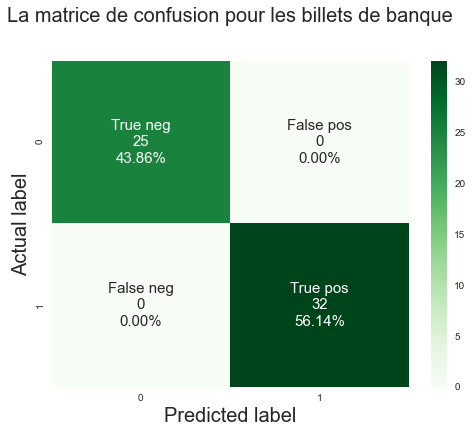 La matrice de confusion pour les billets de banque
True neg
25
43.86%
False pos
0
0.00%
False neg
0
0.00%
True pos
32
56.14%
Actual label
0
1
0
1
Predicted label
30
25
20
15
10
5
0